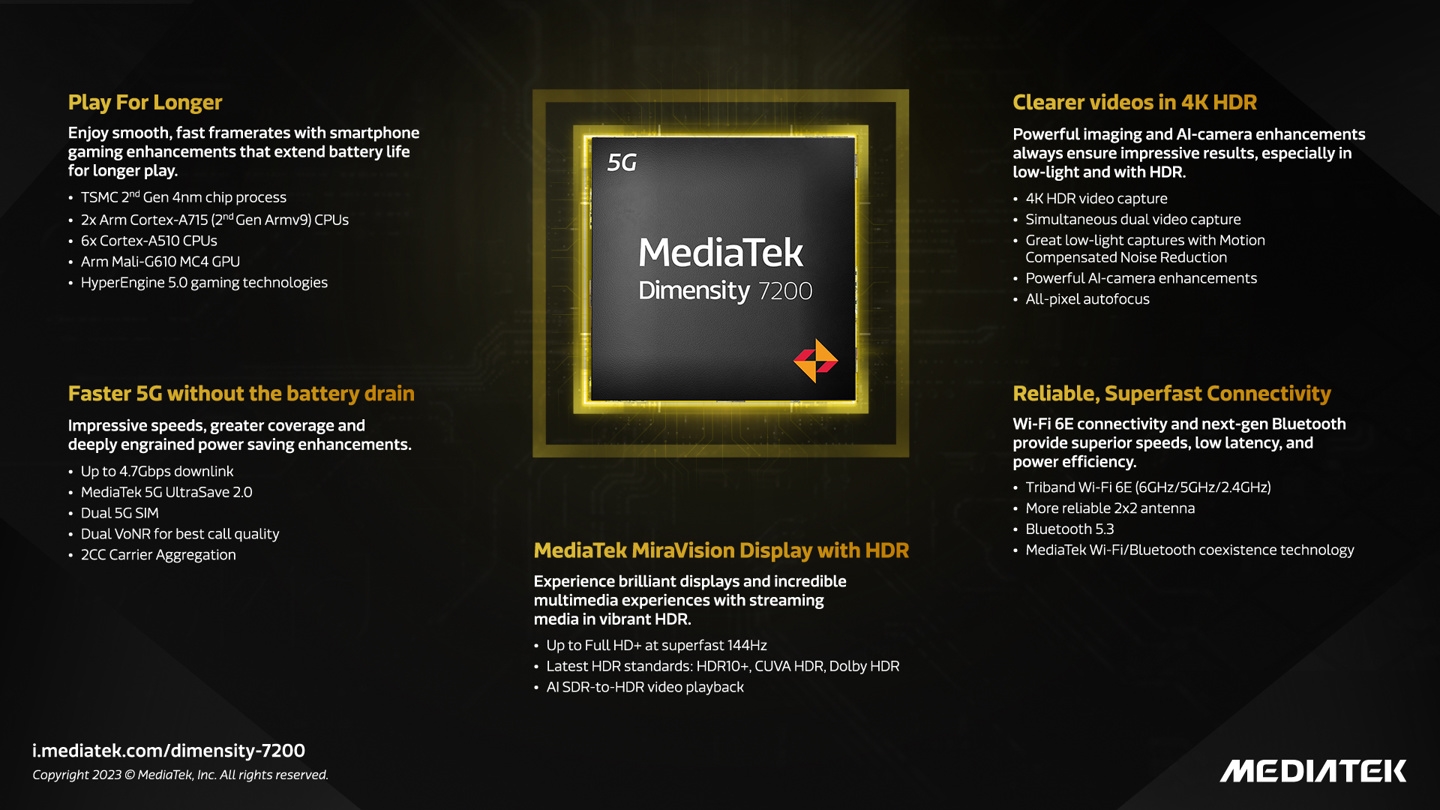 Play For Longer
Enjoy smooth, fast framerates with smartphone
gaming enhancements that extend battery life
for longer play.
• TSMC 2nd Gen 4nm chip process
• 2x Arm Cortex-A715 (2nd Gen Armv9) CPUs
• 6x Cortex-A510 CPUs
• Arm Mali-G610 MC4 GPU
• HyperEngine 5.0 gaming technologies
Faster 5G without the battery drain
Impressive speeds, greater coverage and
deeply engrained power saving enhancements.
• Up to 4.7Gbps downlink
• MediaTek 5G UltraSave 2.0
• Dual 5G SIM
• Dual VoNR for best call quality
• 2CC Carrier Aggregation
5G
MediaTek
Dimensity 7200
MediaTek MiraVision Display with HDR
Experience brilliant displays and incredible
multimedia experiences with streaming
media in vibrant HDR.
• Up to Full HD+ at superfast 144Hz
• Latest HDR standards: HDR10+, CUVA HDR, Dolby HDR
• AI SDR-to-HDR video playback
Clearer videos in 4K HDR
Powerful imaging and AI-camera enhancements
always ensure impressive results, especially in
low-light and with HDR.
• 4K HDR video capture
• Simultaneous dual video capture
• Great low-light captures with Motion
Compensated Noise Reduction
• Powerful AI-camera enhancements
• All-pixel autofocus
Reliable, Superfast Connectivity
Wi-Fi 6E connectivity and next-gen Bluetooth
provide superior speeds, low latency, and
power efficiency.
• Triband Wi-Fi 6E (6GHz/5GHz/2.4GHz)
• More reliable 2x2 antenna
• Bluetooth 5.3
• MediaTek Wi-Fi/Bluetooth coexistence technology
i.mediatek.com/dimensity-7200
Copyright 2023 © MediaTek, Inc. All rights reserved.
MEDIATEK